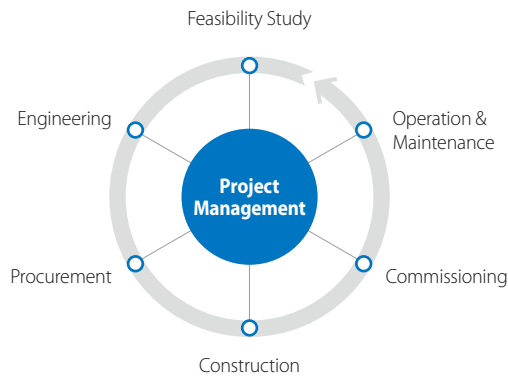 Feasibility Study
Engineering
Operation &
Maintenance
Project
Management
Procurement
Commissioning
Construction